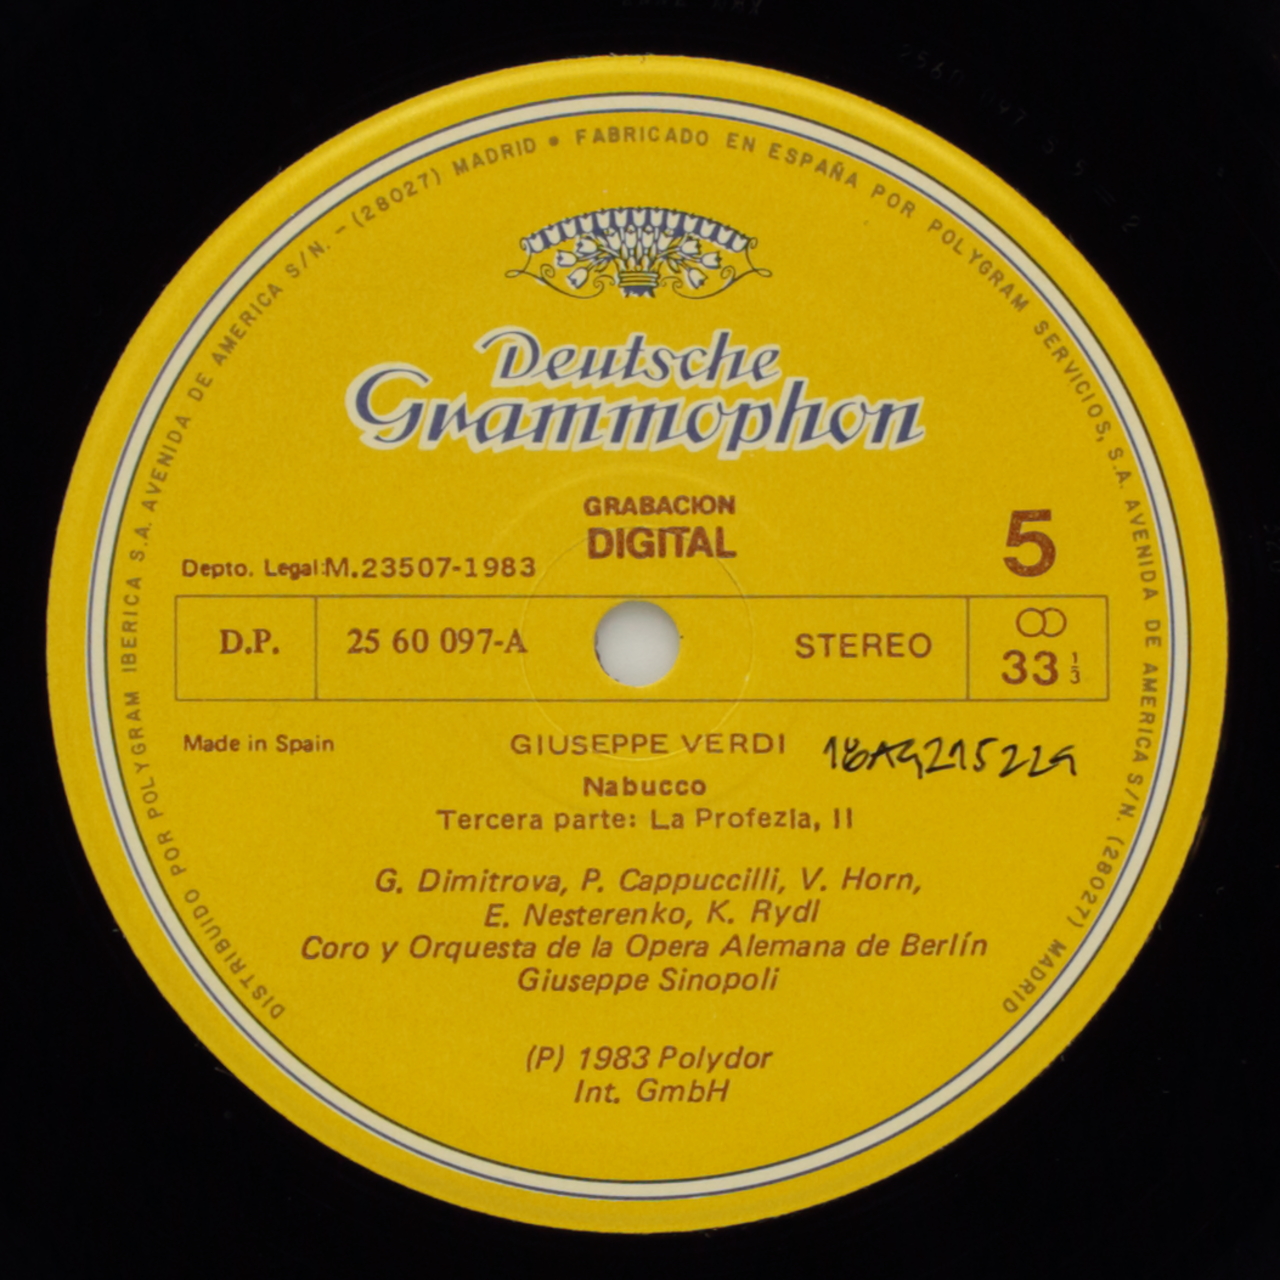 DISTRIBUIDO POR POLYGRAM IBERICA S.A. AVENIDA DE AMERICA S/N. - (28027) MADRID • FABRICADO EN ESPAÑA POR POLYGRAM SERVICIOS, S.A. AVENIDA DE AMERICA S/N. (28027) MADRID
Deutsche
Grammophon
GRABACION
DIGITAL
5
Depto. Legal:M.23507-1983
D.P. 25 60 097-A STEREO 33 1/3
Made in Spain GIUSEPPE VERDI
Nabucco
Tercera parte: La Profezia, II
G. Dimitrova, P. Cappuccilli, V. Horn,
E. Nesterenko, K. Rydl
Coro y Orquesta de la Opera Alemana de Berlín
Giuseppe Sinopoli
(P) 1983 Polydor
Int. GmbH